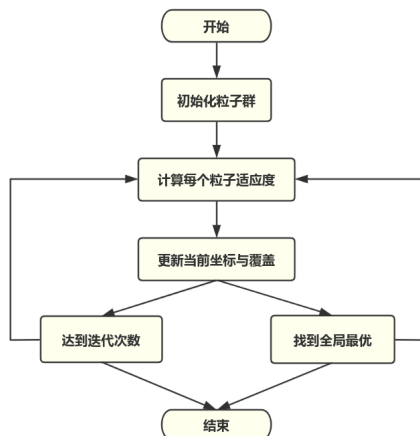 开始
初始化粒子群
计算每个粒子适应度
更新当前坐标与覆盖
达到迭代次数
找到全局最优
结束